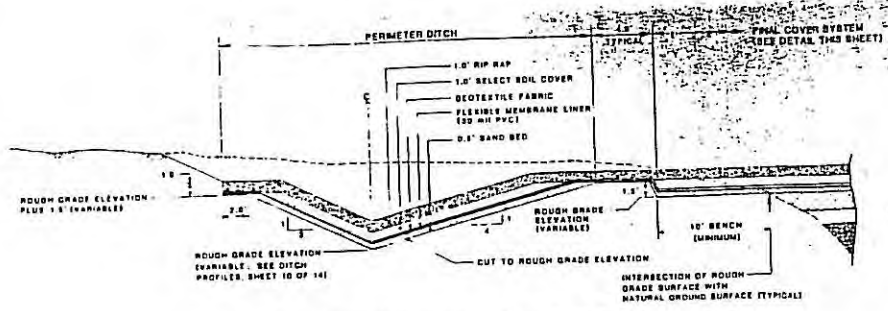 PERIMETER DITCH
TYPICAL
FINAL COVER SYSTEM
(SEE DETAIL THIS SHEET)
1.0' RIP RAP
1.0' SELECT SOIL COVER
GEOTEXTILE FABRIC
FLEXIBLE MEMBRANE LINER
(30 mil PVC)
0.5' SAND BED
ROUGH GRADE ELEVATION
PLUS 1.5' (VARIABLE)
2.0'
1
1
4
1.5'
ROUGH GRADE
ELEVATION
(VARIABLE)
10' BENCH
(MINIMUM)
ROUGH GRADE ELEVATION
(VARIABLE, SEE DITCH
PROFILES, SHEET 10 OF 14)
CUT TO ROUGH GRADE ELEVATION
INTERSECTION OF ROUGH
GRADE SURFACE WITH
NATURAL GROUND SURFACE (TYPICAL)